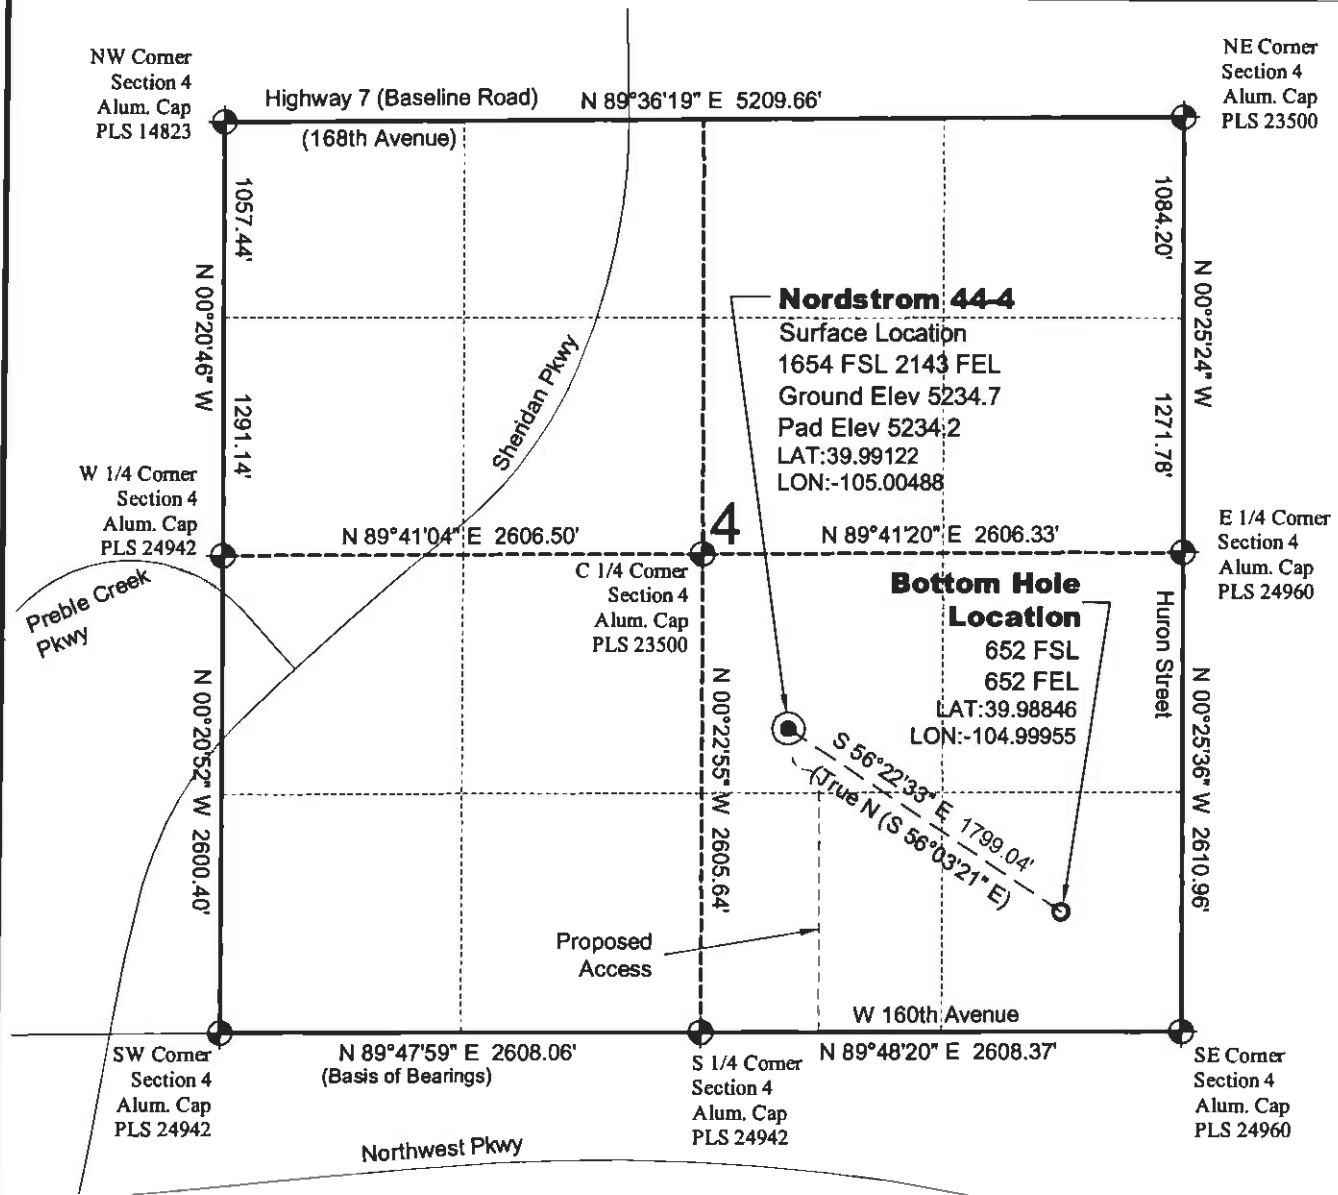 NW Corner
Section 4
Alum. Cap
PLS 14823
Highway 7 (Baseline Road)
N 89°36'19" E 5209.66'
(168th Avenue)
NE Corner
Section 4
Alum. Cap
PLS 23500
1057.44'
N 00°20'46" W
1291.14'
1084.20'
N 00°25'24" W
1271.78'
Sheridan Pkwy
Nordstrom 44-4
Surface Location
1654 FSL 2143 FEL
Ground Elev 5234.7
Pad Elev 5234.2
LAT:39.99122
LON:-105.00488
W 1/4 Corner
Section 4
Alum. Cap
PLS 24942
N 89°41'04" E 2606.50'
4
N 89°41'20" E 2606.33'
E 1/4 Corner
Section 4
Alum. Cap
PLS 24960
C 1/4 Corner
Section 4
Alum. Cap
PLS 23500
Preble Creek
Pkwy
Bottom Hole
Location
652 FSL
652 FEL
LAT:39.98846
LON:-104.99955
Huron Street
N 00°20'52" W 2600.40'
N 00°22'55" W 2605.64'
N 00°25'36" W 2610.96'
S 56°22'33" E 1799.04'
(True N (S 56°03'21" E)
Proposed
Access
W 160th Avenue
SW Corner
Section 4
Alum. Cap
PLS 24942
N 89°47'59" E 2608.06'
(Basis of Bearings)
S 1/4 Corner
Section 4
Alum. Cap
PLS 24942
N 89°48'20" E 2608.37'
SE Corner
Section 4
Alum. Cap
PLS 24960
Northwest Pkwy